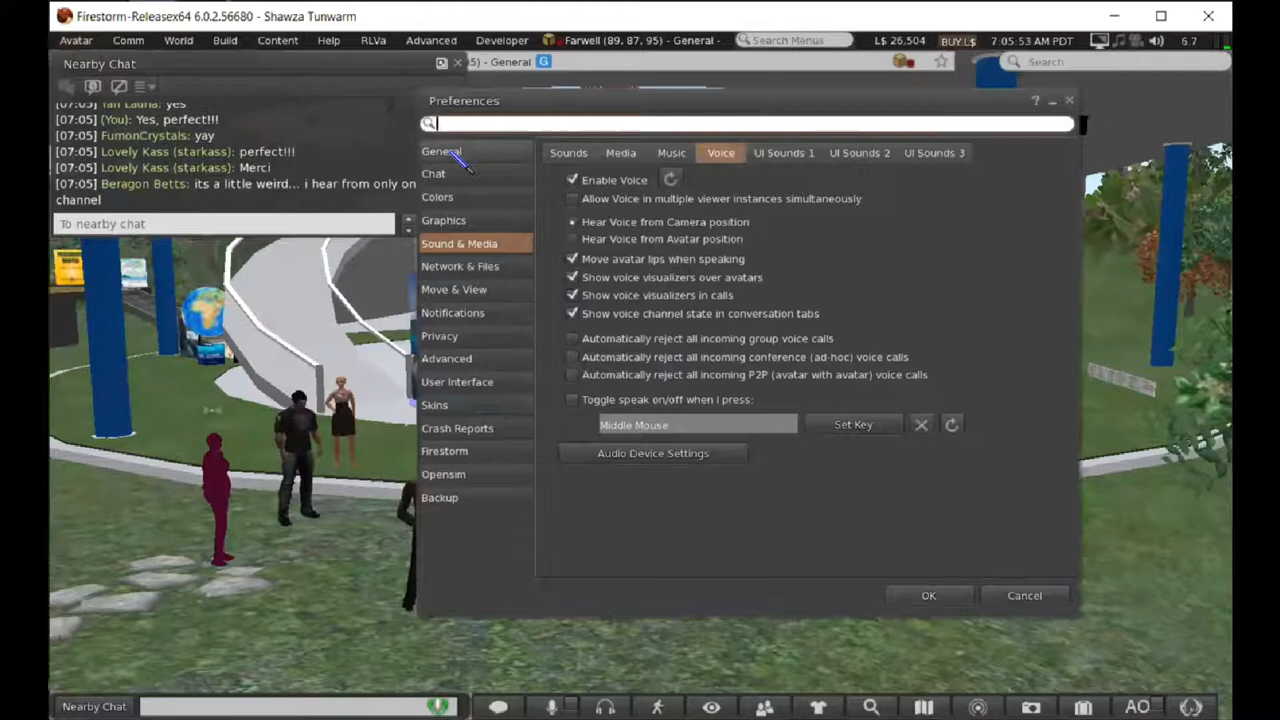 Firestorm-Releasex64 6.0.2.56680 - Shawza Tunwarm
Avatar Comm World Build Content Help RLVa Advanced Developer Farwell (89, 87, 95) - General - Search Menus L$ 26,504 BUY L$ 7:05:53 AM PDT 6.7
Nearby Chat
5) - General G
Search
[07:05] Yan Lauria: yes
[07:05] (You): Yes, perfect!!!
[07:05] FumonCrystals: yay
[07:05] Lovely Kass (starkass): perfect!!!
[07:05] Lovely Kass (starkass): Merci
[07:05] Beragon Betts: its a little weird... i hear from only on
channel
To nearby chat
Preferences
?
General
Chat
Colors
Graphics
Sound & Media
Network & Files
Move & View
Notifications
Privacy
Advanced
User Interface
Skins
Crash Reports
Firestorm
Opensim
Backup
Sounds Media Music Voice UI Sounds 1 UI Sounds 2 UI Sounds 3
Enable Voice
Allow Voice in multiple viewer instances simultaneously
Hear Voice from Camera position
Hear Voice from Avatar position
Move avatar lips when speaking
Show voice visualizers over avatars
Show voice visualizers in calls
Show voice channel state in conversation tabs
Automatically reject all incoming group voice calls
Automatically reject all incoming conference (ad-hoc) voice calls
Automatically reject all incoming P2P (avatar with avatar) voice calls
Toggle speak on/off when I press:
Middle Mouse Set Key
Audio Device Settings
OK Cancel
Nearby Chat
AO